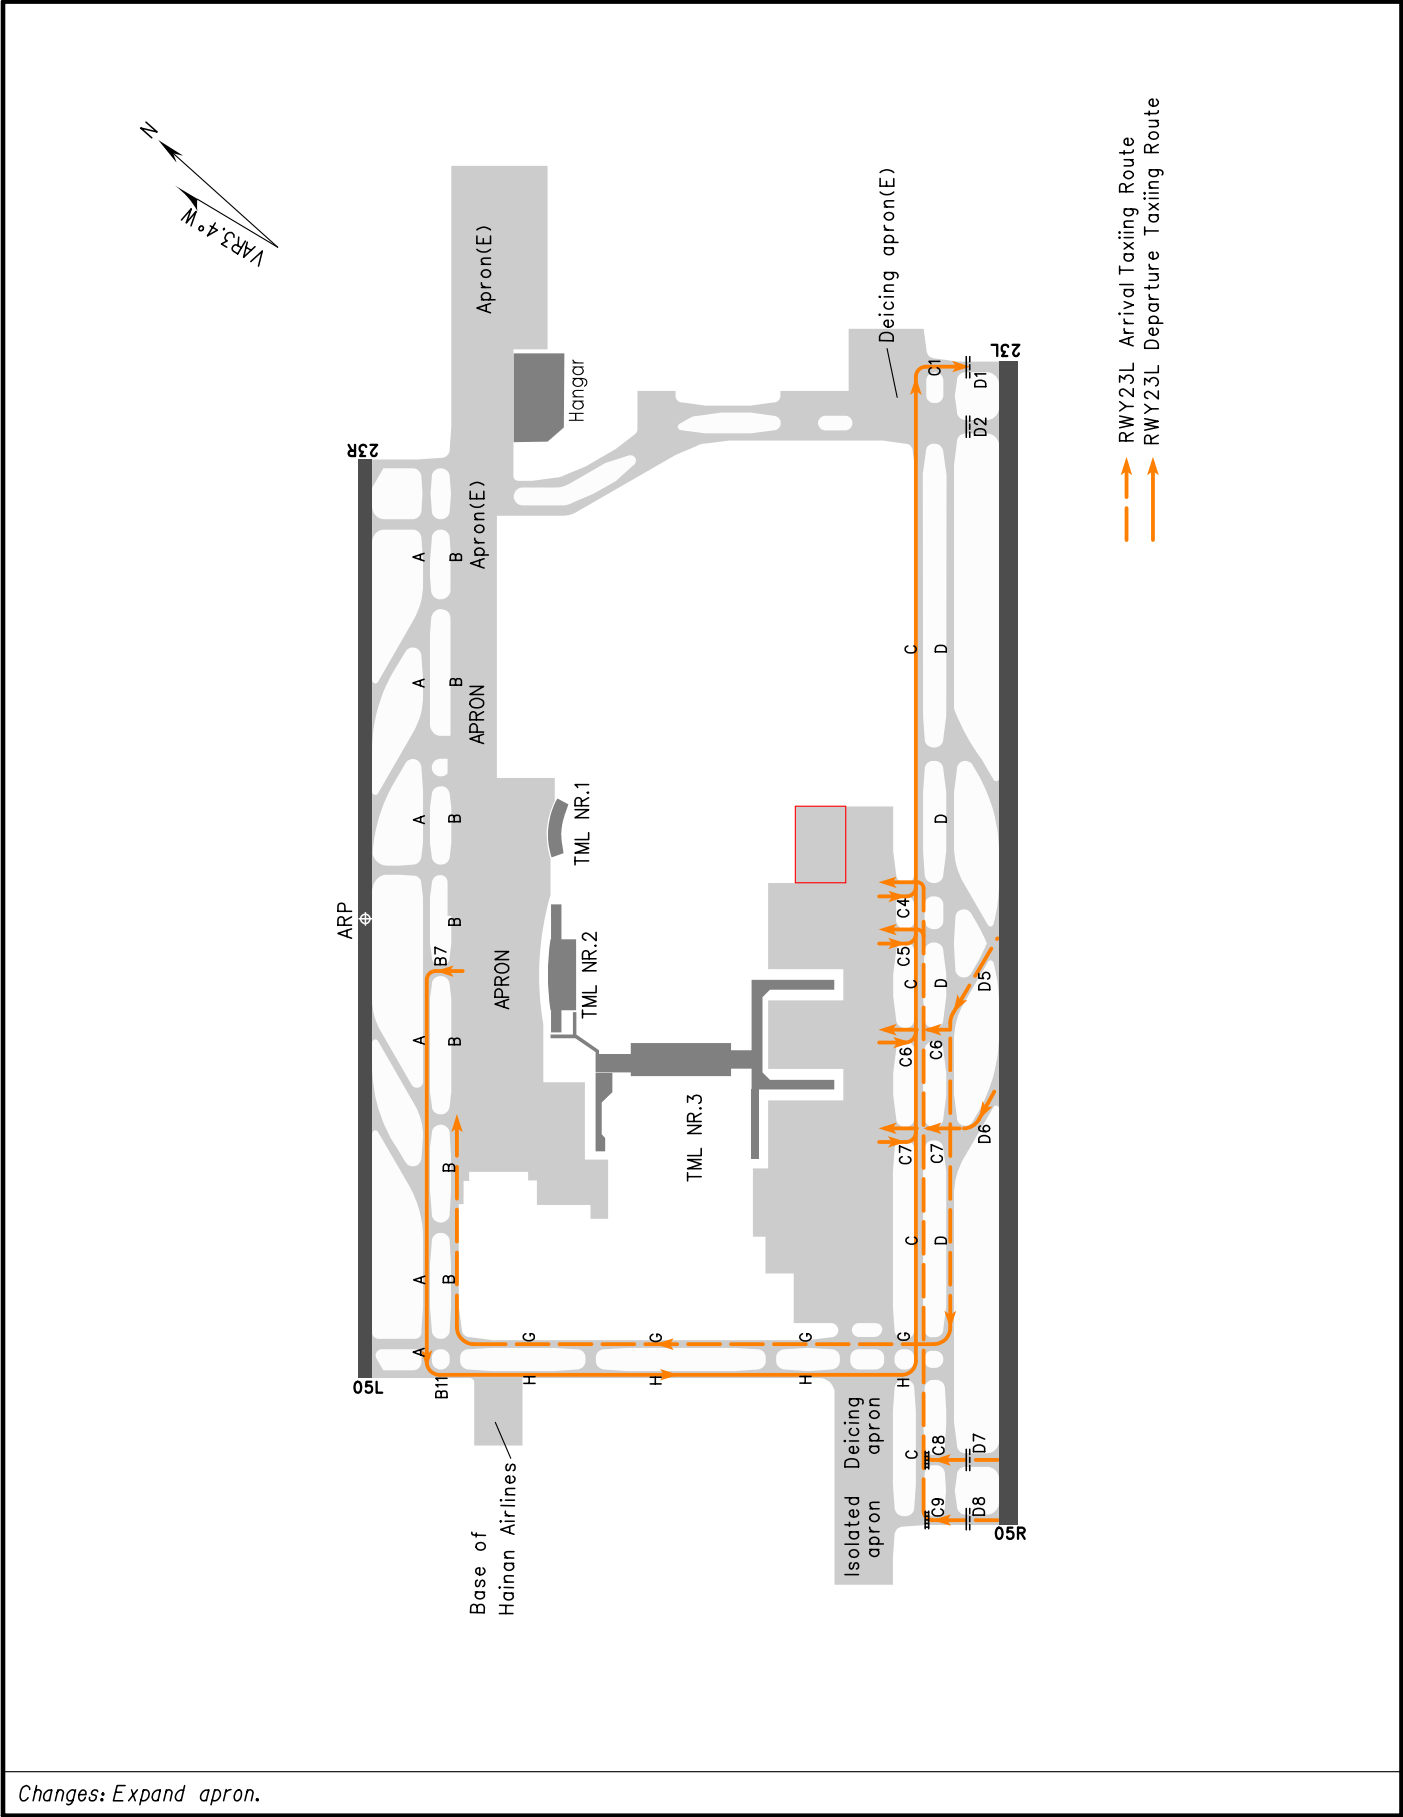 N
VAR3.4°W
Apron(E)
Deicing apron(E)
RWY23L Arrival Taxiing Route
RWY23L Departure Taxiing Route
Hangar
23L
C1
D1
D2
23R
Apron(E)
A
B
C
D
A
B
APRON
TML NR.1
A
B
D
ARP
B
C4
B7
APRON
TML NR.2
C5
C
D
D5
A
B
C6
C6
TML NR.3
D6
B
C7
C7
A
B
C
D
A
G
G
G
G
05L
B11
H
H
H
H
Deicing
apron
C
C8
D7
Base of
Hainan Airlines
Isolated
apron
C9
D8
05R
Changes: Expand apron.